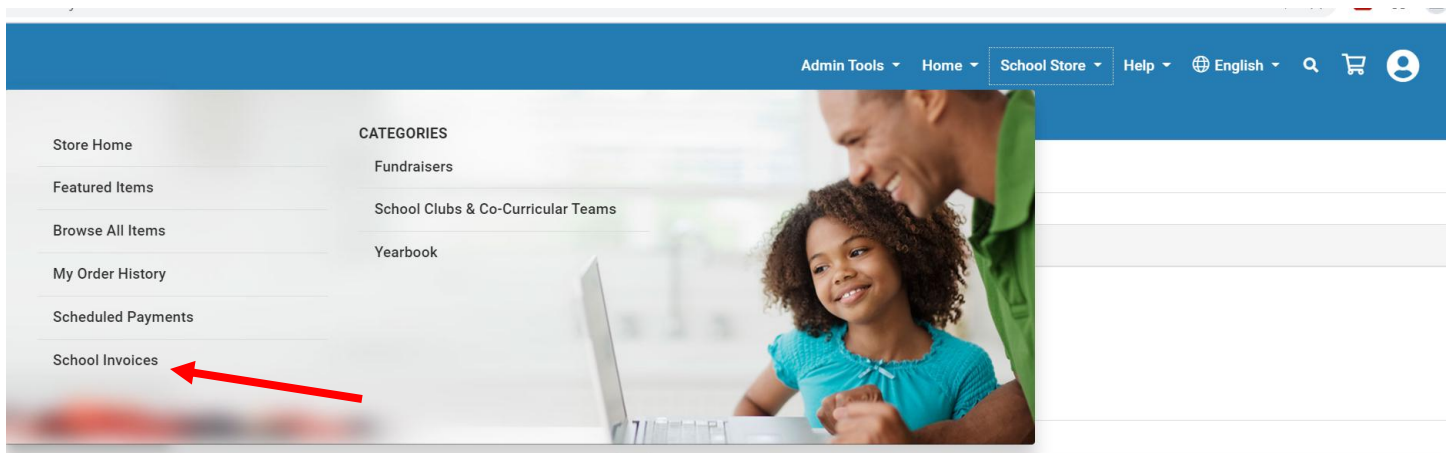 Admin Tools Home School Store Help English
Store Home
Featured Items
Browse All Items
My Order History
Scheduled Payments
School Invoices
CATEGORIES
Fundraisers
School Clubs & Co-Curricular Teams
Yearbook